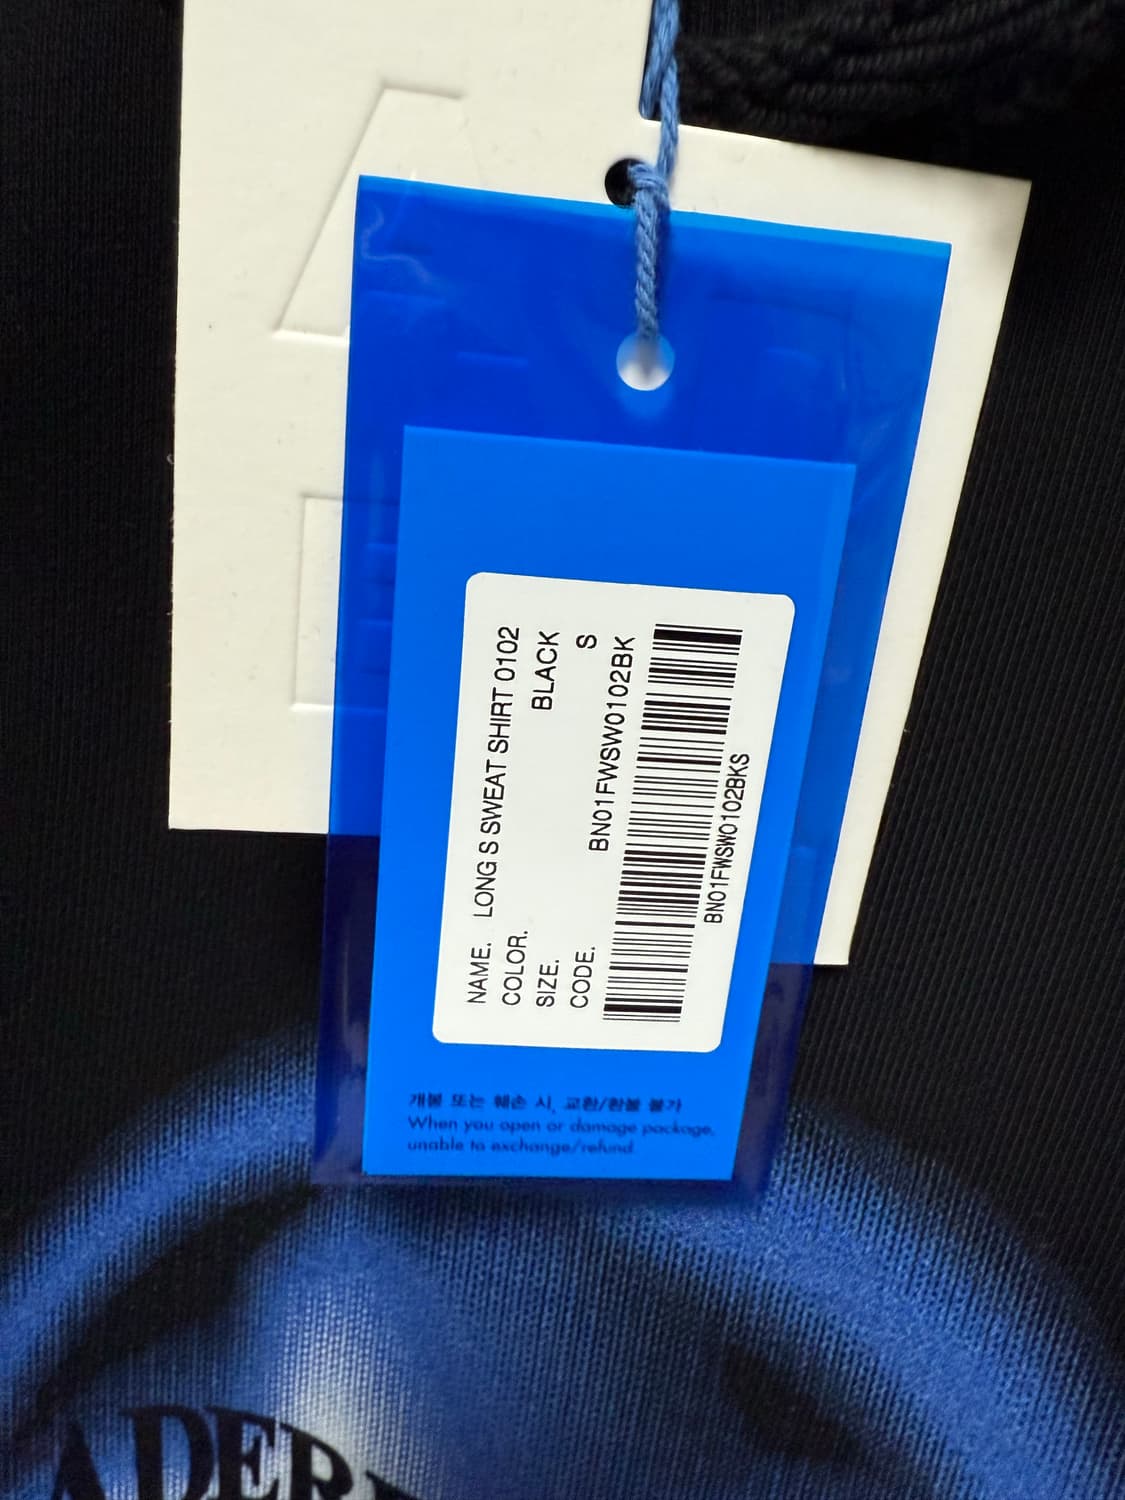 NAME. LONG S SWEAT SHIRT 0102
COLOR. BLACK
SIZE. S
CODE. BN01FWSW0102BK
BN01FWSW0102BKS
개봉 또는 훼손 시, 교환/환불 불가
When you open or damage package,
unable to exchange/refund.